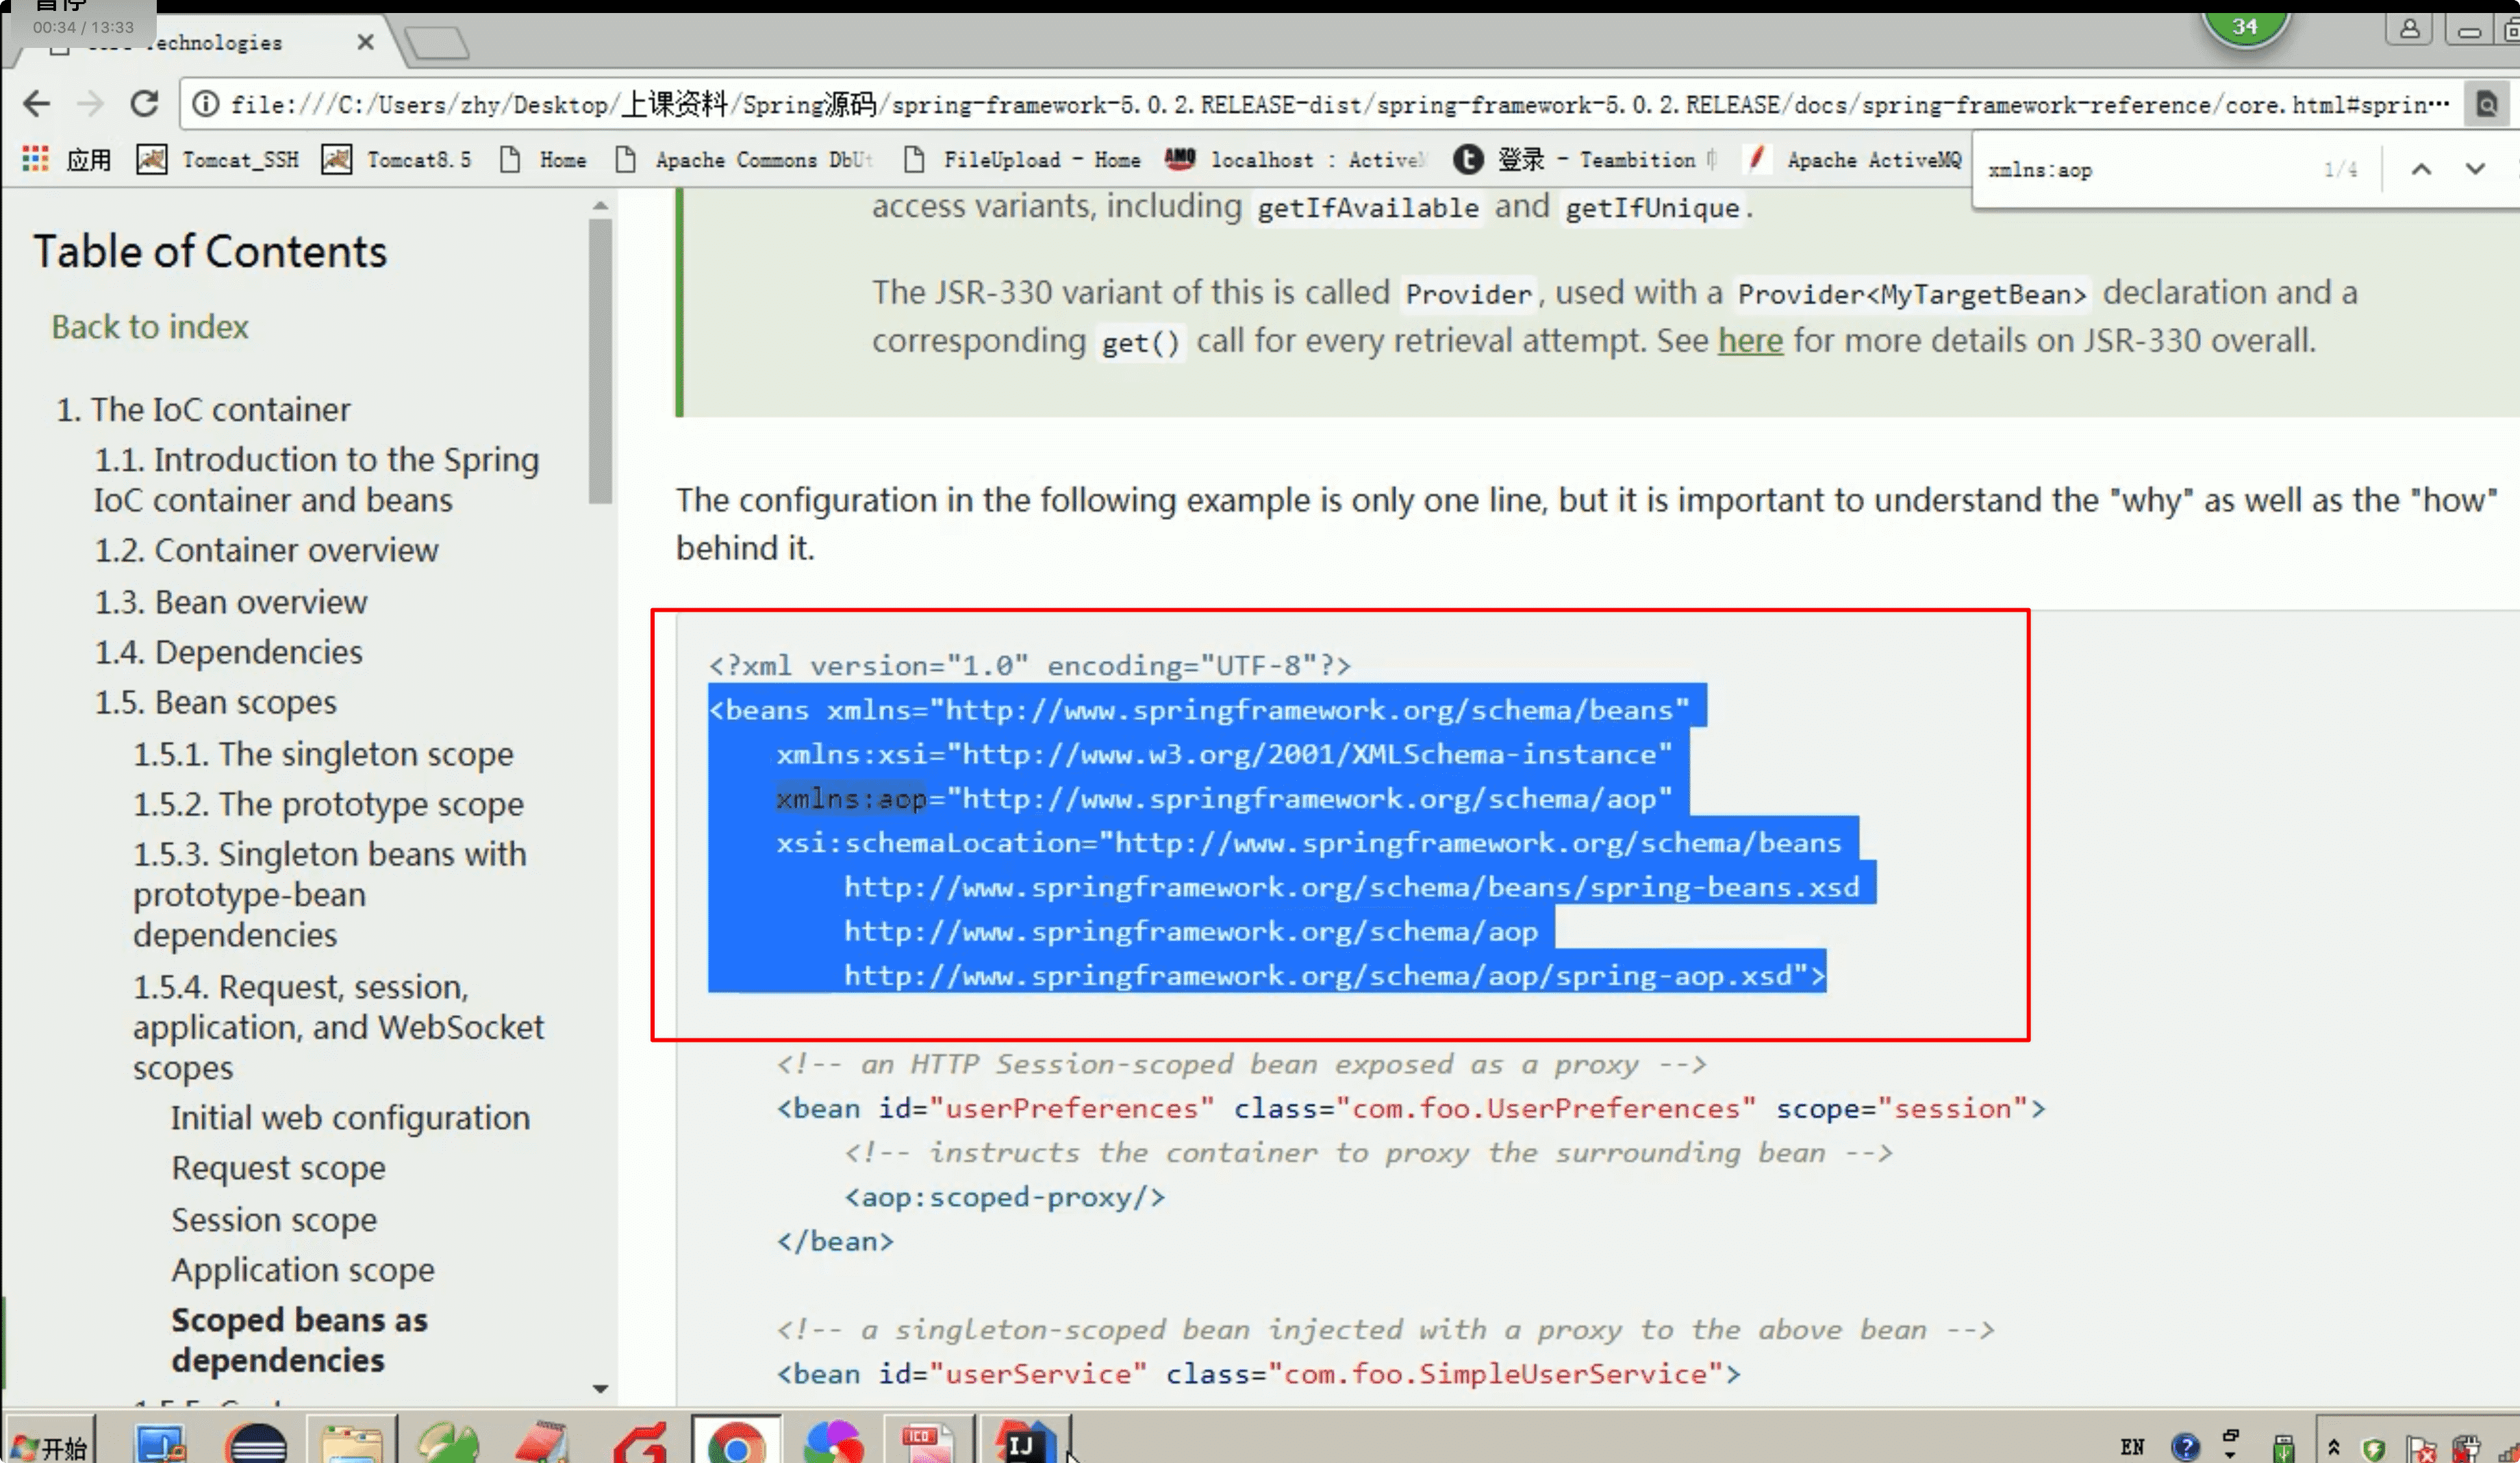 00:34 / 13:33
Technologies
34
file:///C:/Users/zhy/Desktop/上课资料/Spring源码/spring-framework-5.0.2.RELEASE-dist/spring-framework-5.0.2.RELEASE/docs/spring-framework-reference/core.html#sprin…
应用 Tomcat_SSH Tomcat8.5 Home Apache Commons DbUt FileUpload - Home localhost : Active 登录 - Teambition Apache ActiveMQ
xmlns:aop 1/4
Table of Contents
Back to index
1. The IoC container
1.1. Introduction to the Spring
IoC container and beans
1.2. Container overview
1.3. Bean overview
1.4. Dependencies
1.5. Bean scopes
1.5.1. The singleton scope
1.5.2. The prototype scope
1.5.3. Singleton beans with
prototype-bean
dependencies
1.5.4. Request, session,
application, and WebSocket
scopes
Initial web configuration
Request scope
Session scope
Application scope
Scoped beans as
dependencies
access variants, including getIfAvailable and getIfUnique.
The JSR-330 variant of this is called Provider, used with a Provider<MyTargetBean> declaration and a
corresponding get() call for every retrieval attempt. See here for more details on JSR-330 overall.
The configuration in the following example is only one line, but it is important to understand the "why" as well as the "how"
behind it.
<?xml version="1.0" encoding="UTF-8"?>
<beans xmlns="http://www.springframework.org/schema/beans"
xmlns:xsi="http://www.w3.org/2001/XMLSchema-instance"
xmlns:aop="http://www.springframework.org/schema/aop"
xsi:schemaLocation="http://www.springframework.org/schema/beans
http://www.springframework.org/schema/beans/spring-beans.xsd
http://www.springframework.org/schema/aop
http://www.springframework.org/schema/aop/spring-aop.xsd">
<!-- an HTTP Session-scoped bean exposed as a proxy -->
<bean id="userPreferences" class="com.foo.UserPreferences" scope="session">
<!-- instructs the container to proxy the surrounding bean -->
<aop:scoped-proxy/>
</bean>
<!-- a singleton-scoped bean injected with a proxy to the above bean -->
<bean id="userService" class="com.foo.SimpleUserService">
开始
ICO
IJ
EN